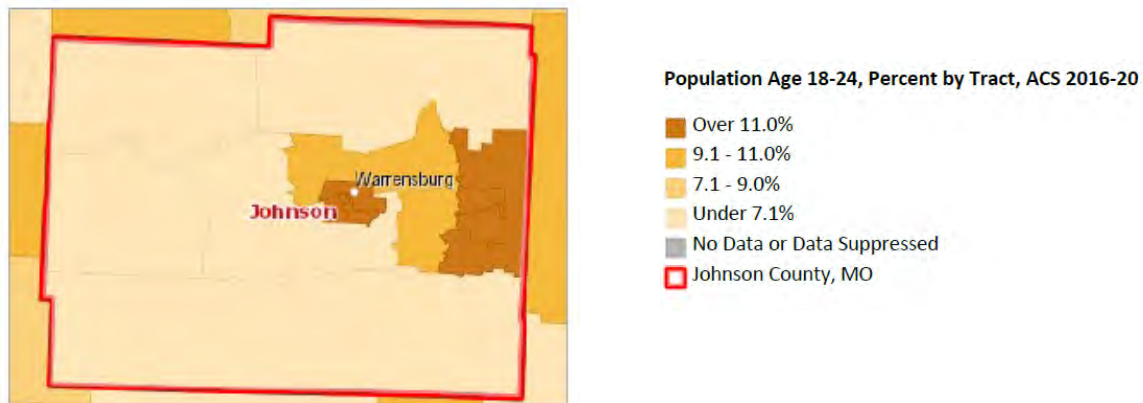 Warrensburg
Johnson
Population Age 18-24, Percent by Tract, ACS 2016-20
Over 11.0%
9.1 - 11.0%
7.1 - 9.0%
Under 7.1%
No Data or Data Suppressed
Johnson County, MO